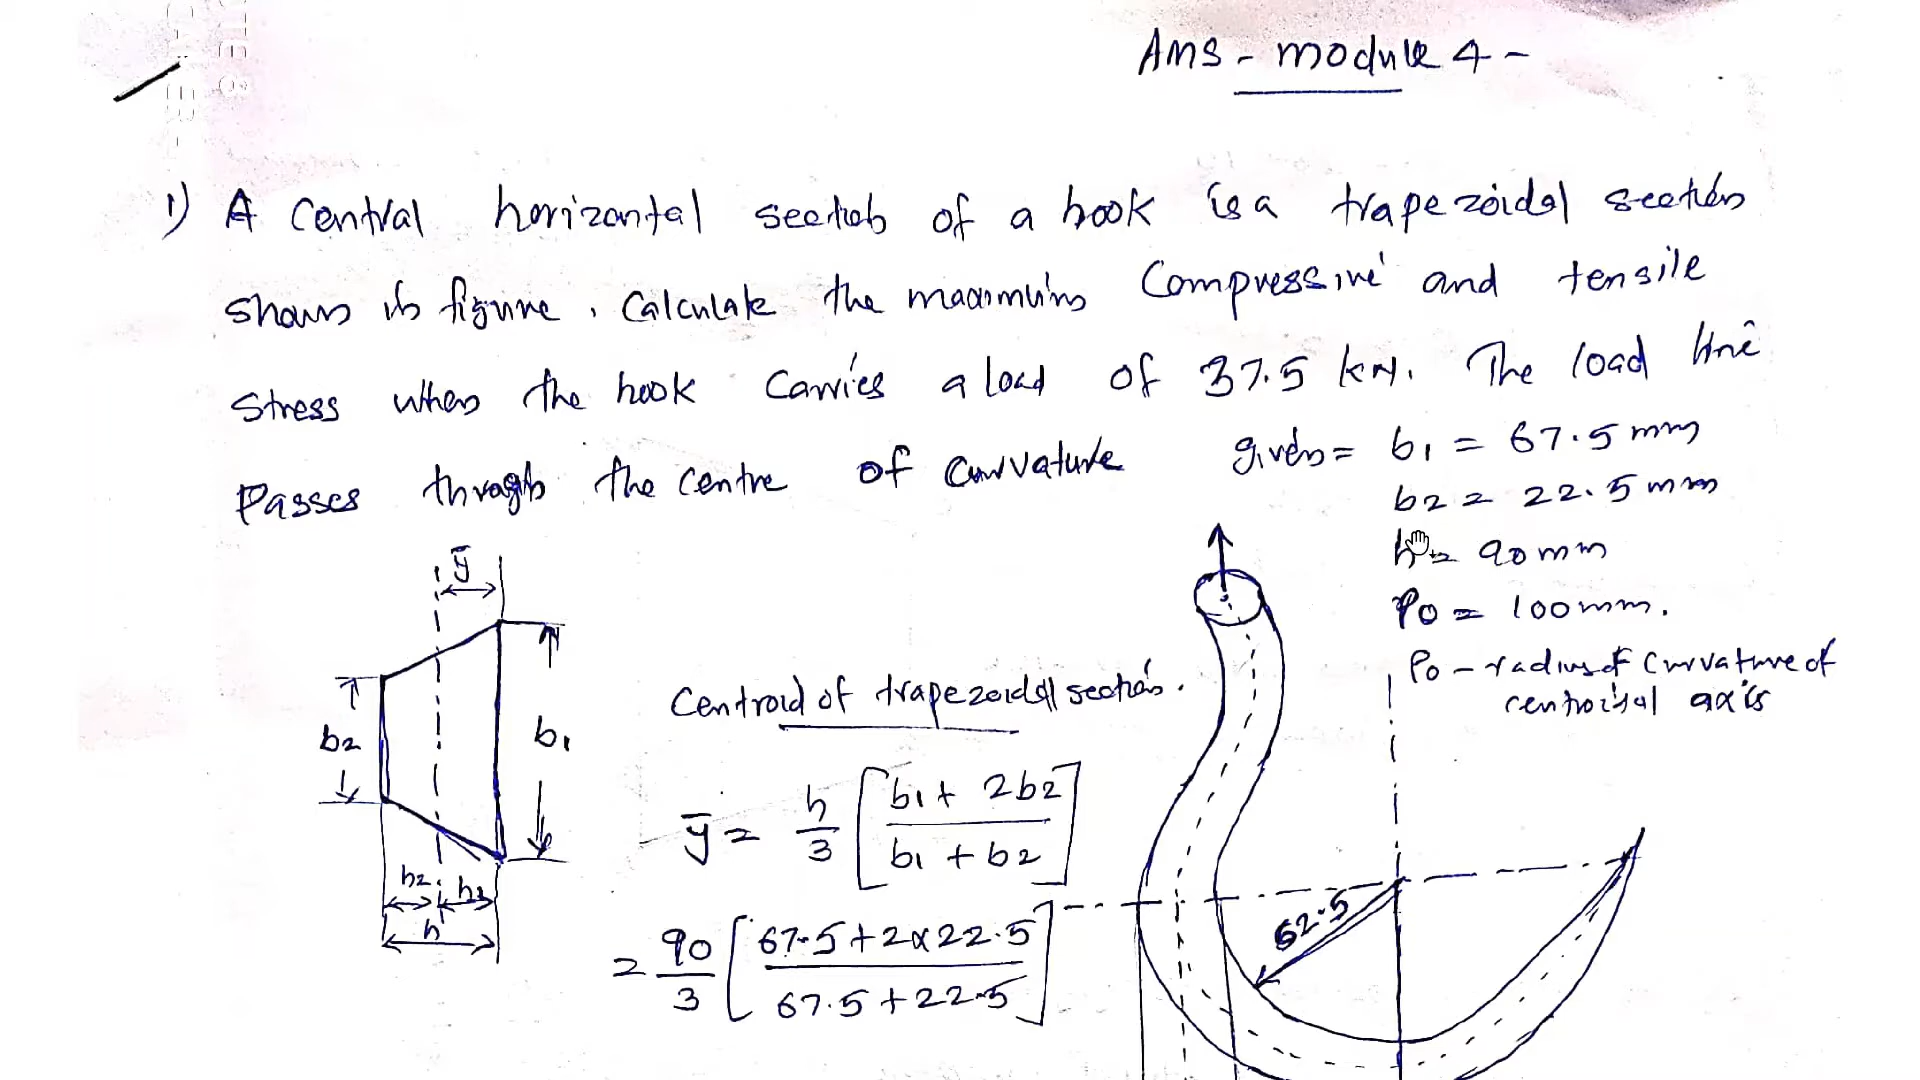 AMS - module 4 -
1) A central horizontal section of a hook is a trapezoidal section
shown in figure. Calculate the maximum compressive and tensile
stress when the hook carries a load of 37.5 kN. The load line
passes through the centre of curvature
given = b1 = 67.5 mm
b2 = 22.5 mm
h = 90 mm
ρ0 = 100 mm.
ρ0 - radius of curvature of
centroidal axis
ȳ
b2
b1
h2
h1
h
Centroid of trapezoidal section.
ȳ = h/3 [b1 + 2b2 / b1 + b2]
= 90/3 [67.5 + 2 x 22.5 / 67.5 + 22.5]
62.5